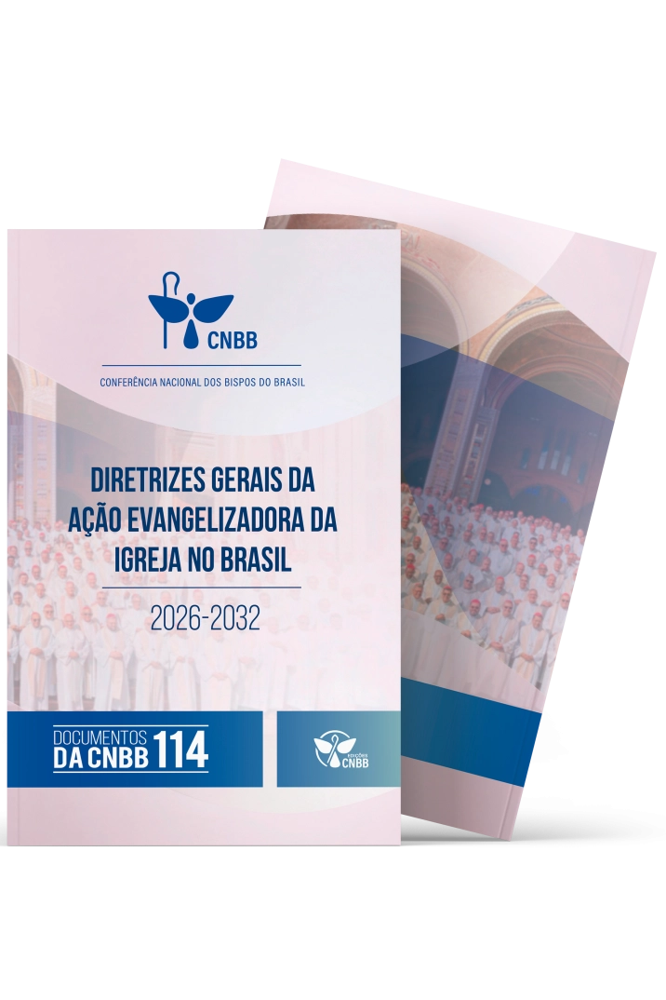 CNBB
CONFERÊNCIA NACIONAL DOS BISPOS DO BRASIL
DIRETRIZES GERAIS DA
AÇÃO EVANGELIZADORA DA
IGREJA NO BRASIL
2026-2032
DOCUMENTOS
DA CNBB 114
EDIÇÕES
CNBB